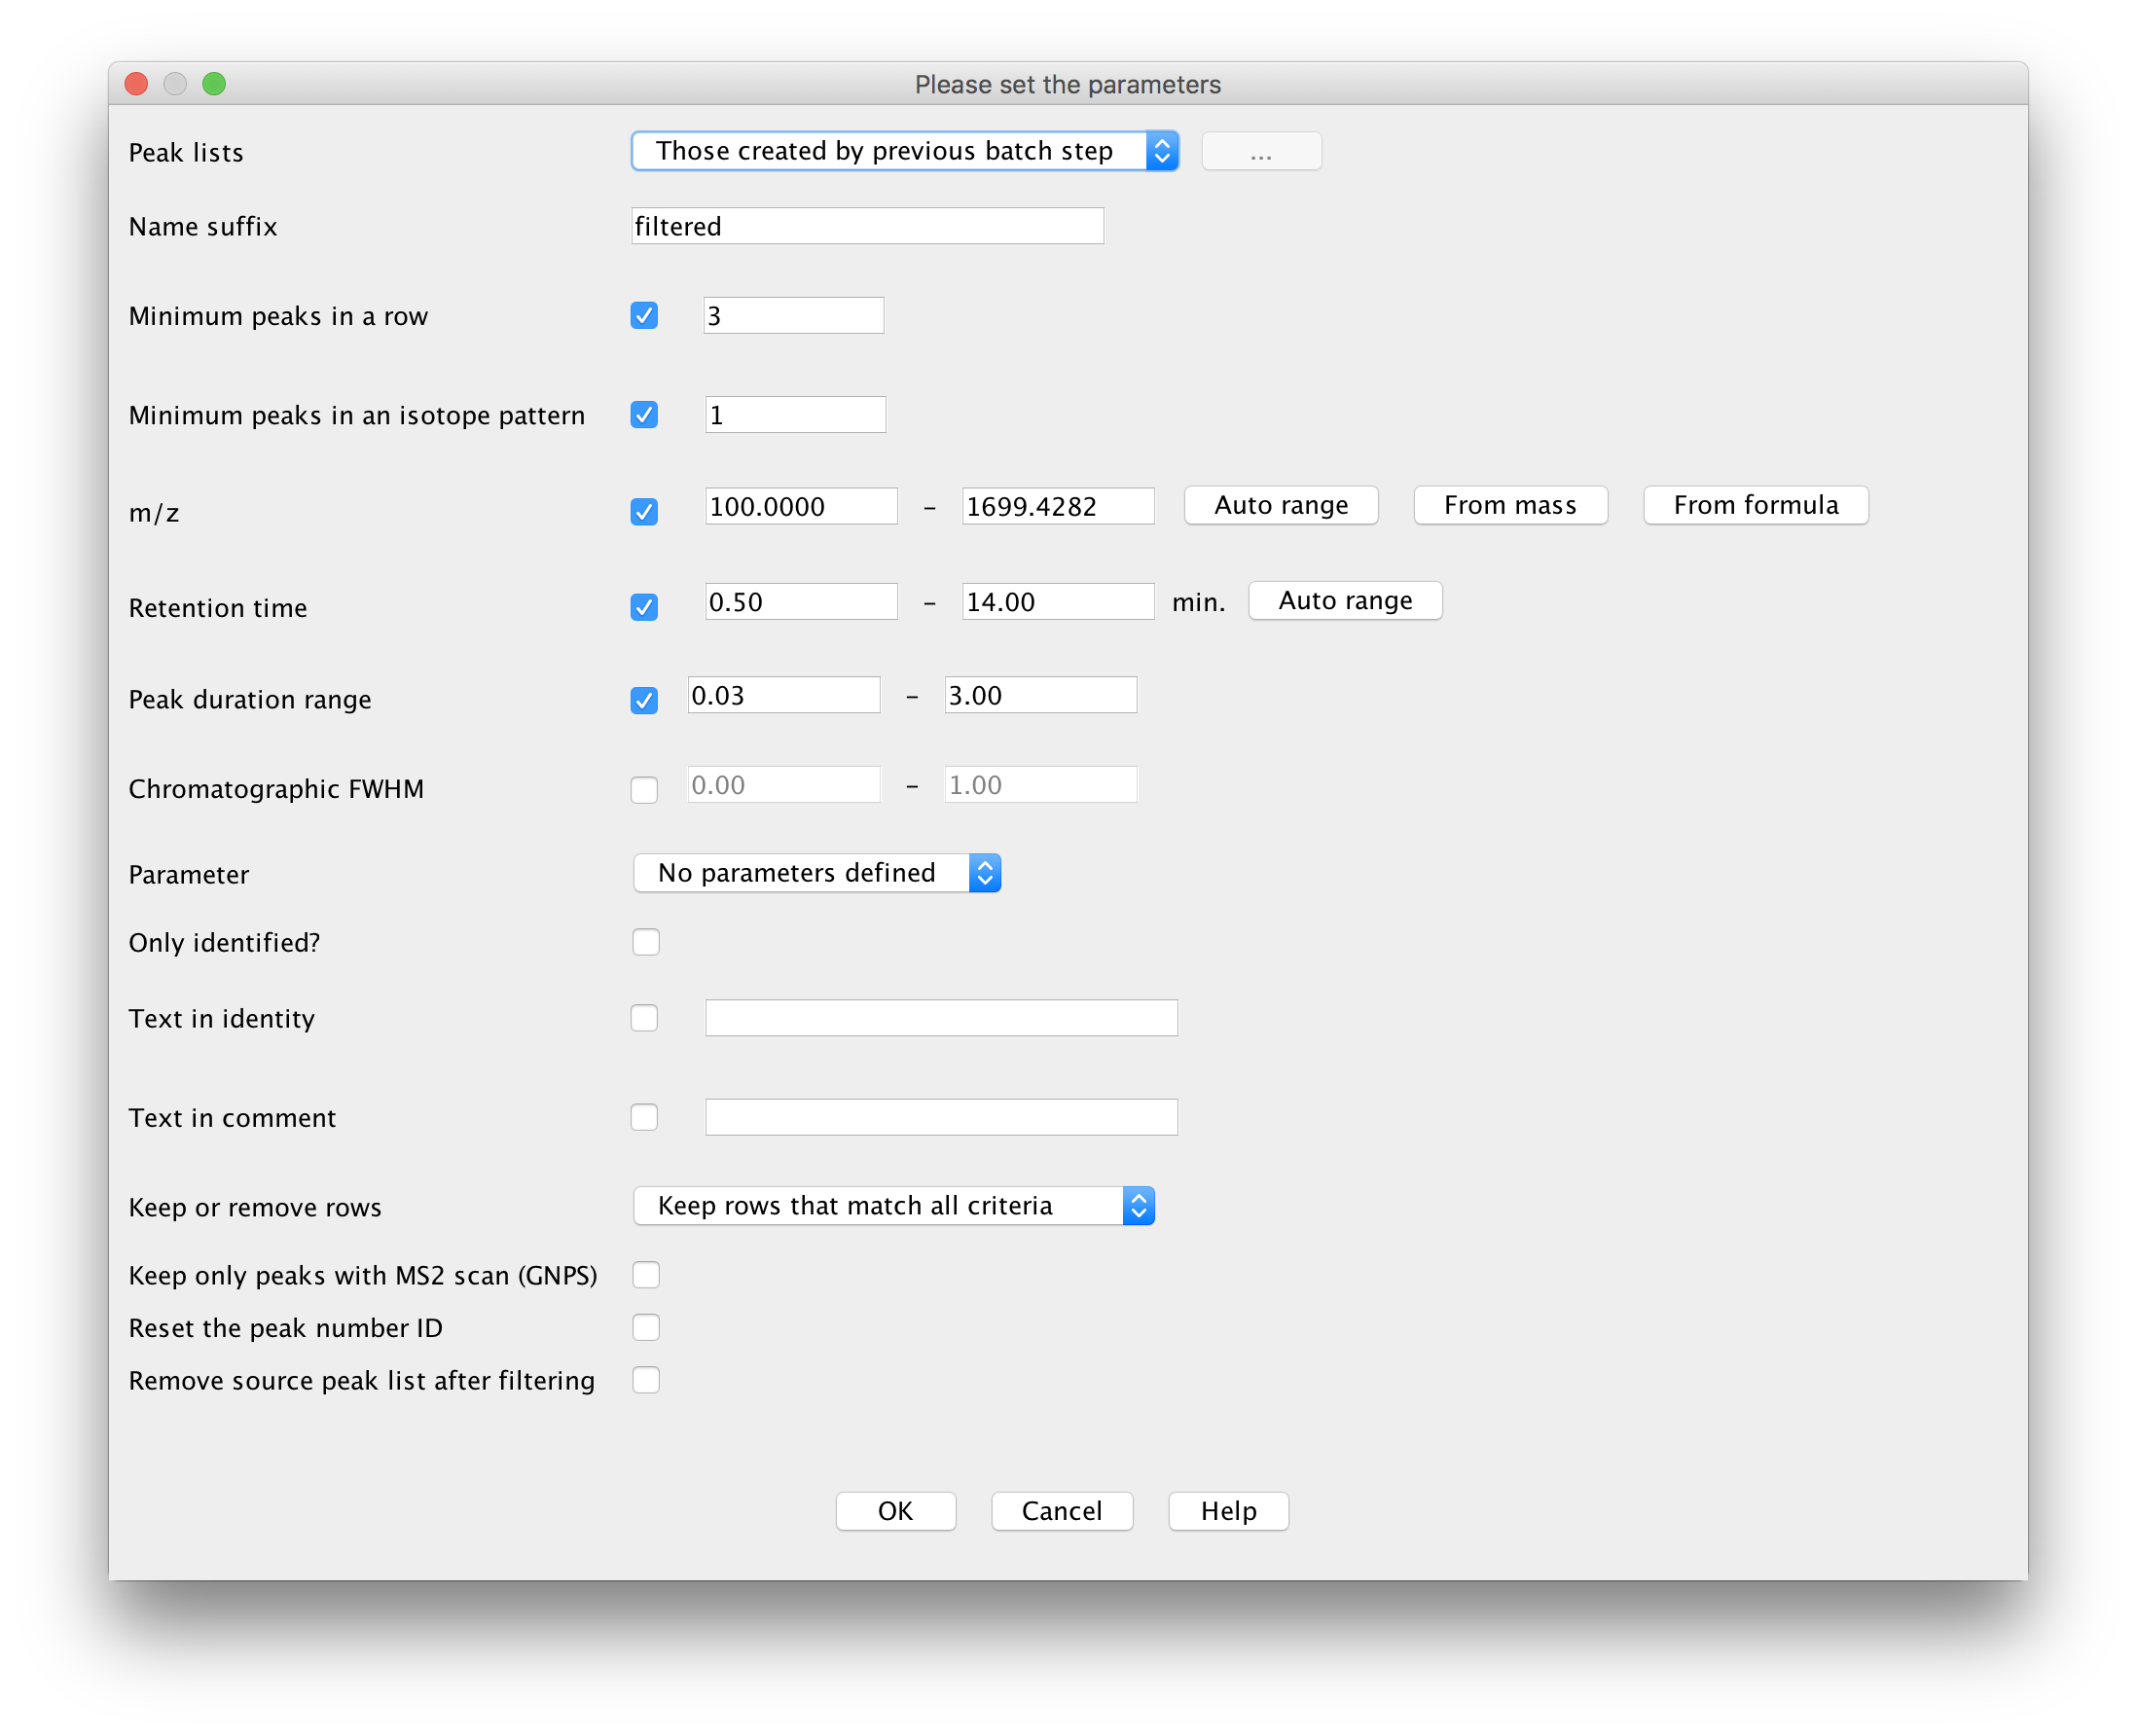 Please set the parameters
Peak lists Those created by previous batch step ...
Name suffix filtered
Minimum peaks in a row 3
Minimum peaks in an isotope pattern 1
m/z 100.0000 – 1699.4282 Auto range From mass From formula
Retention time 0.50 – 14.00 min. Auto range
Peak duration range 0.03 – 3.00
Chromatographic FWHM 0.00 – 1.00
Parameter No parameters defined
Only identified?
Text in identity
Text in comment
Keep or remove rows Keep rows that match all criteria
Keep only peaks with MS2 scan (GNPS)
Reset the peak number ID
Remove source peak list after filtering
OK Cancel Help